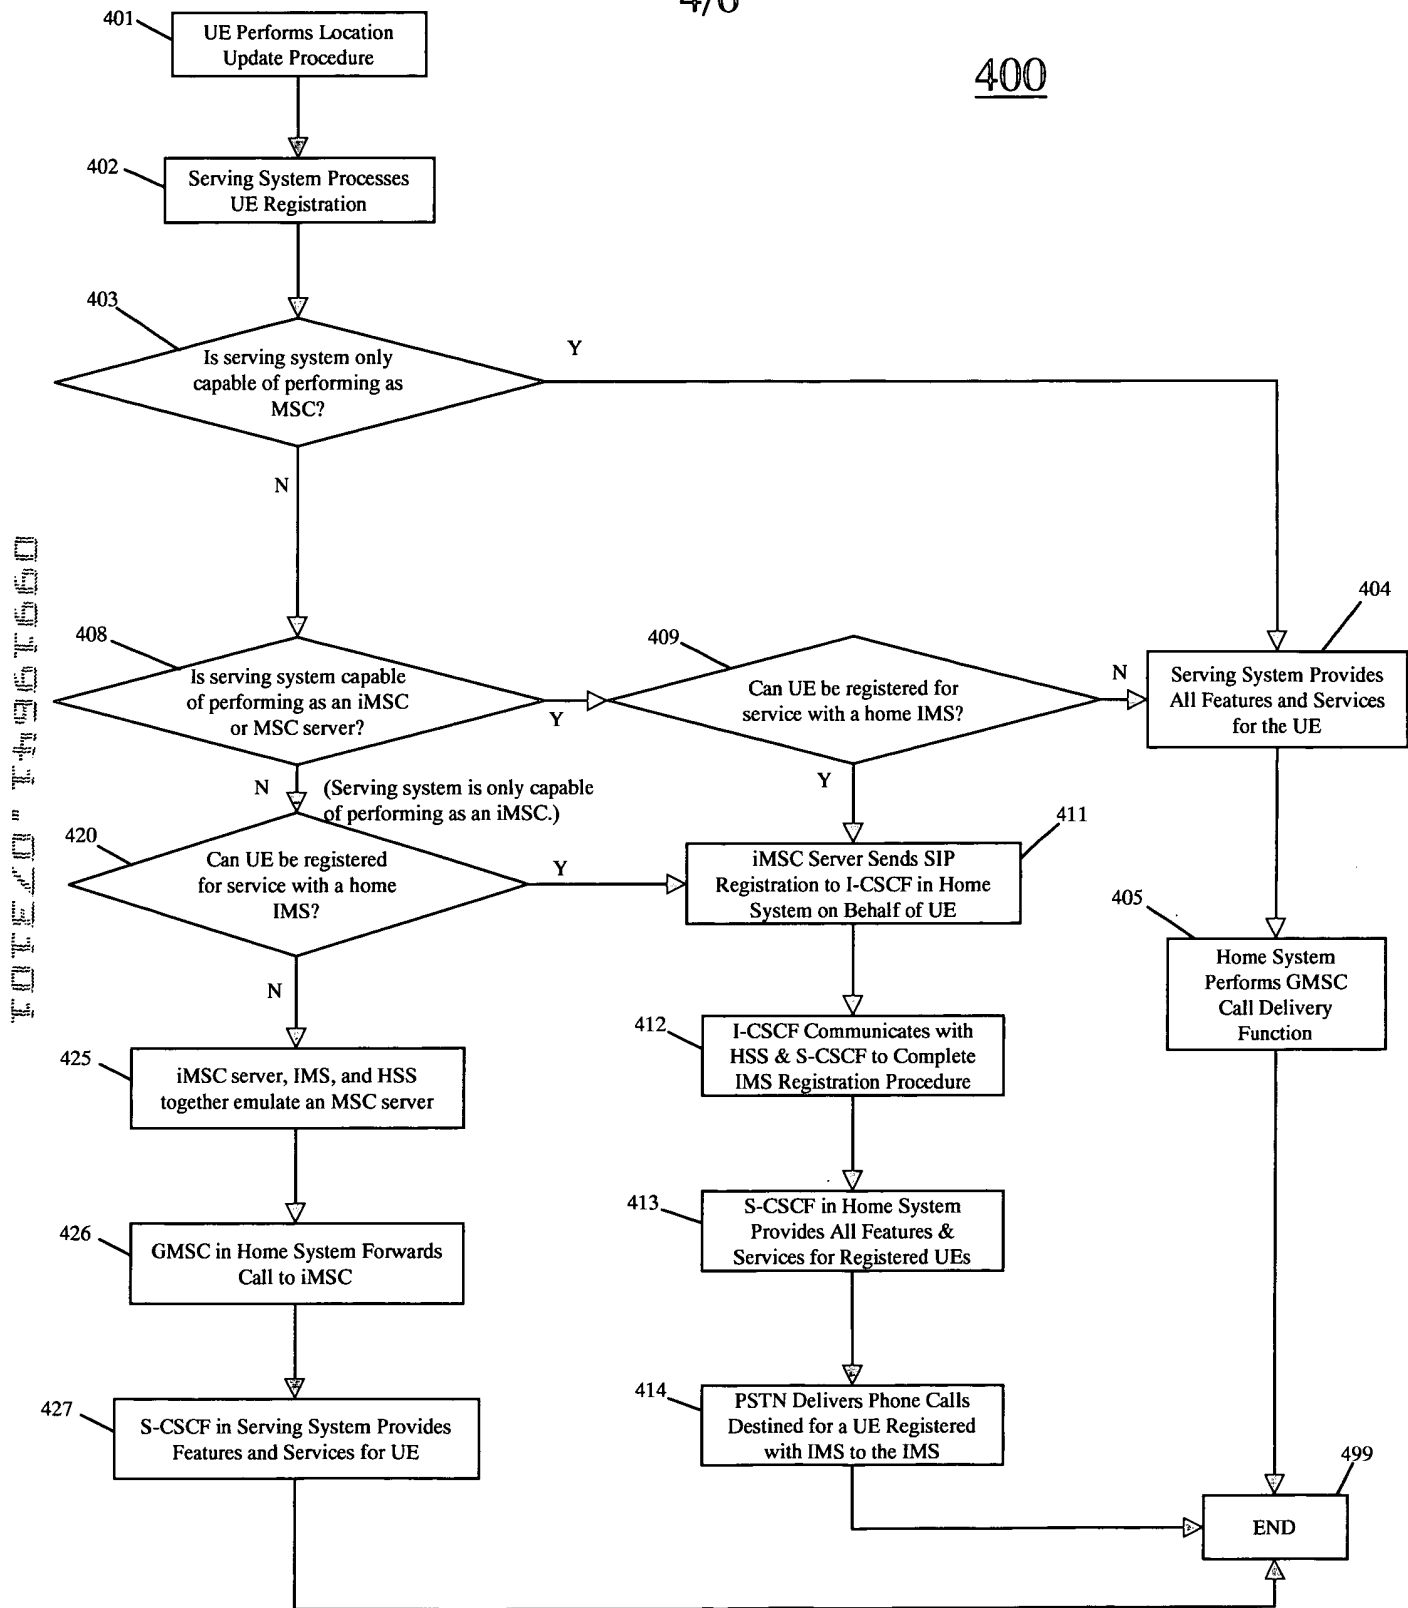 4/6
400
401
UE Performs Location
Update Procedure
402
Serving System Processes
UE Registration
403
Is serving system only
capable of performing as
MSC?
Y
N
408
Is serving system capable
of performing as an iMSC
or MSC server?
Y
409
Can UE be registered for
service with a home IMS?
N
404
Serving System Provides
All Features and Services
for the UE
N
(Serving system is only capable
of performing as an iMSC.)
Y
420
Can UE be registered
for service with a home
IMS?
Y
411
iMSC Server Sends SIP
Registration to I-CSCF in Home
System on Behalf of UE
405
Home System
Performs GMSC
Call Delivery
Function
N
425
iMSC server, IMS, and HSS
together emulate an MSC server
412
I-CSCF Communicates with
HSS & S-CSCF to Complete
IMS Registration Procedure
426
GMSC in Home System Forwards
Call to iMSC
413
S-CSCF in Home System
Provides All Features &
Services for Registered UEs
427
S-CSCF in Serving System Provides
Features and Services for UE
414
PSTN Delivers Phone Calls
Destined for a UE Registered
with IMS to the IMS
499
END